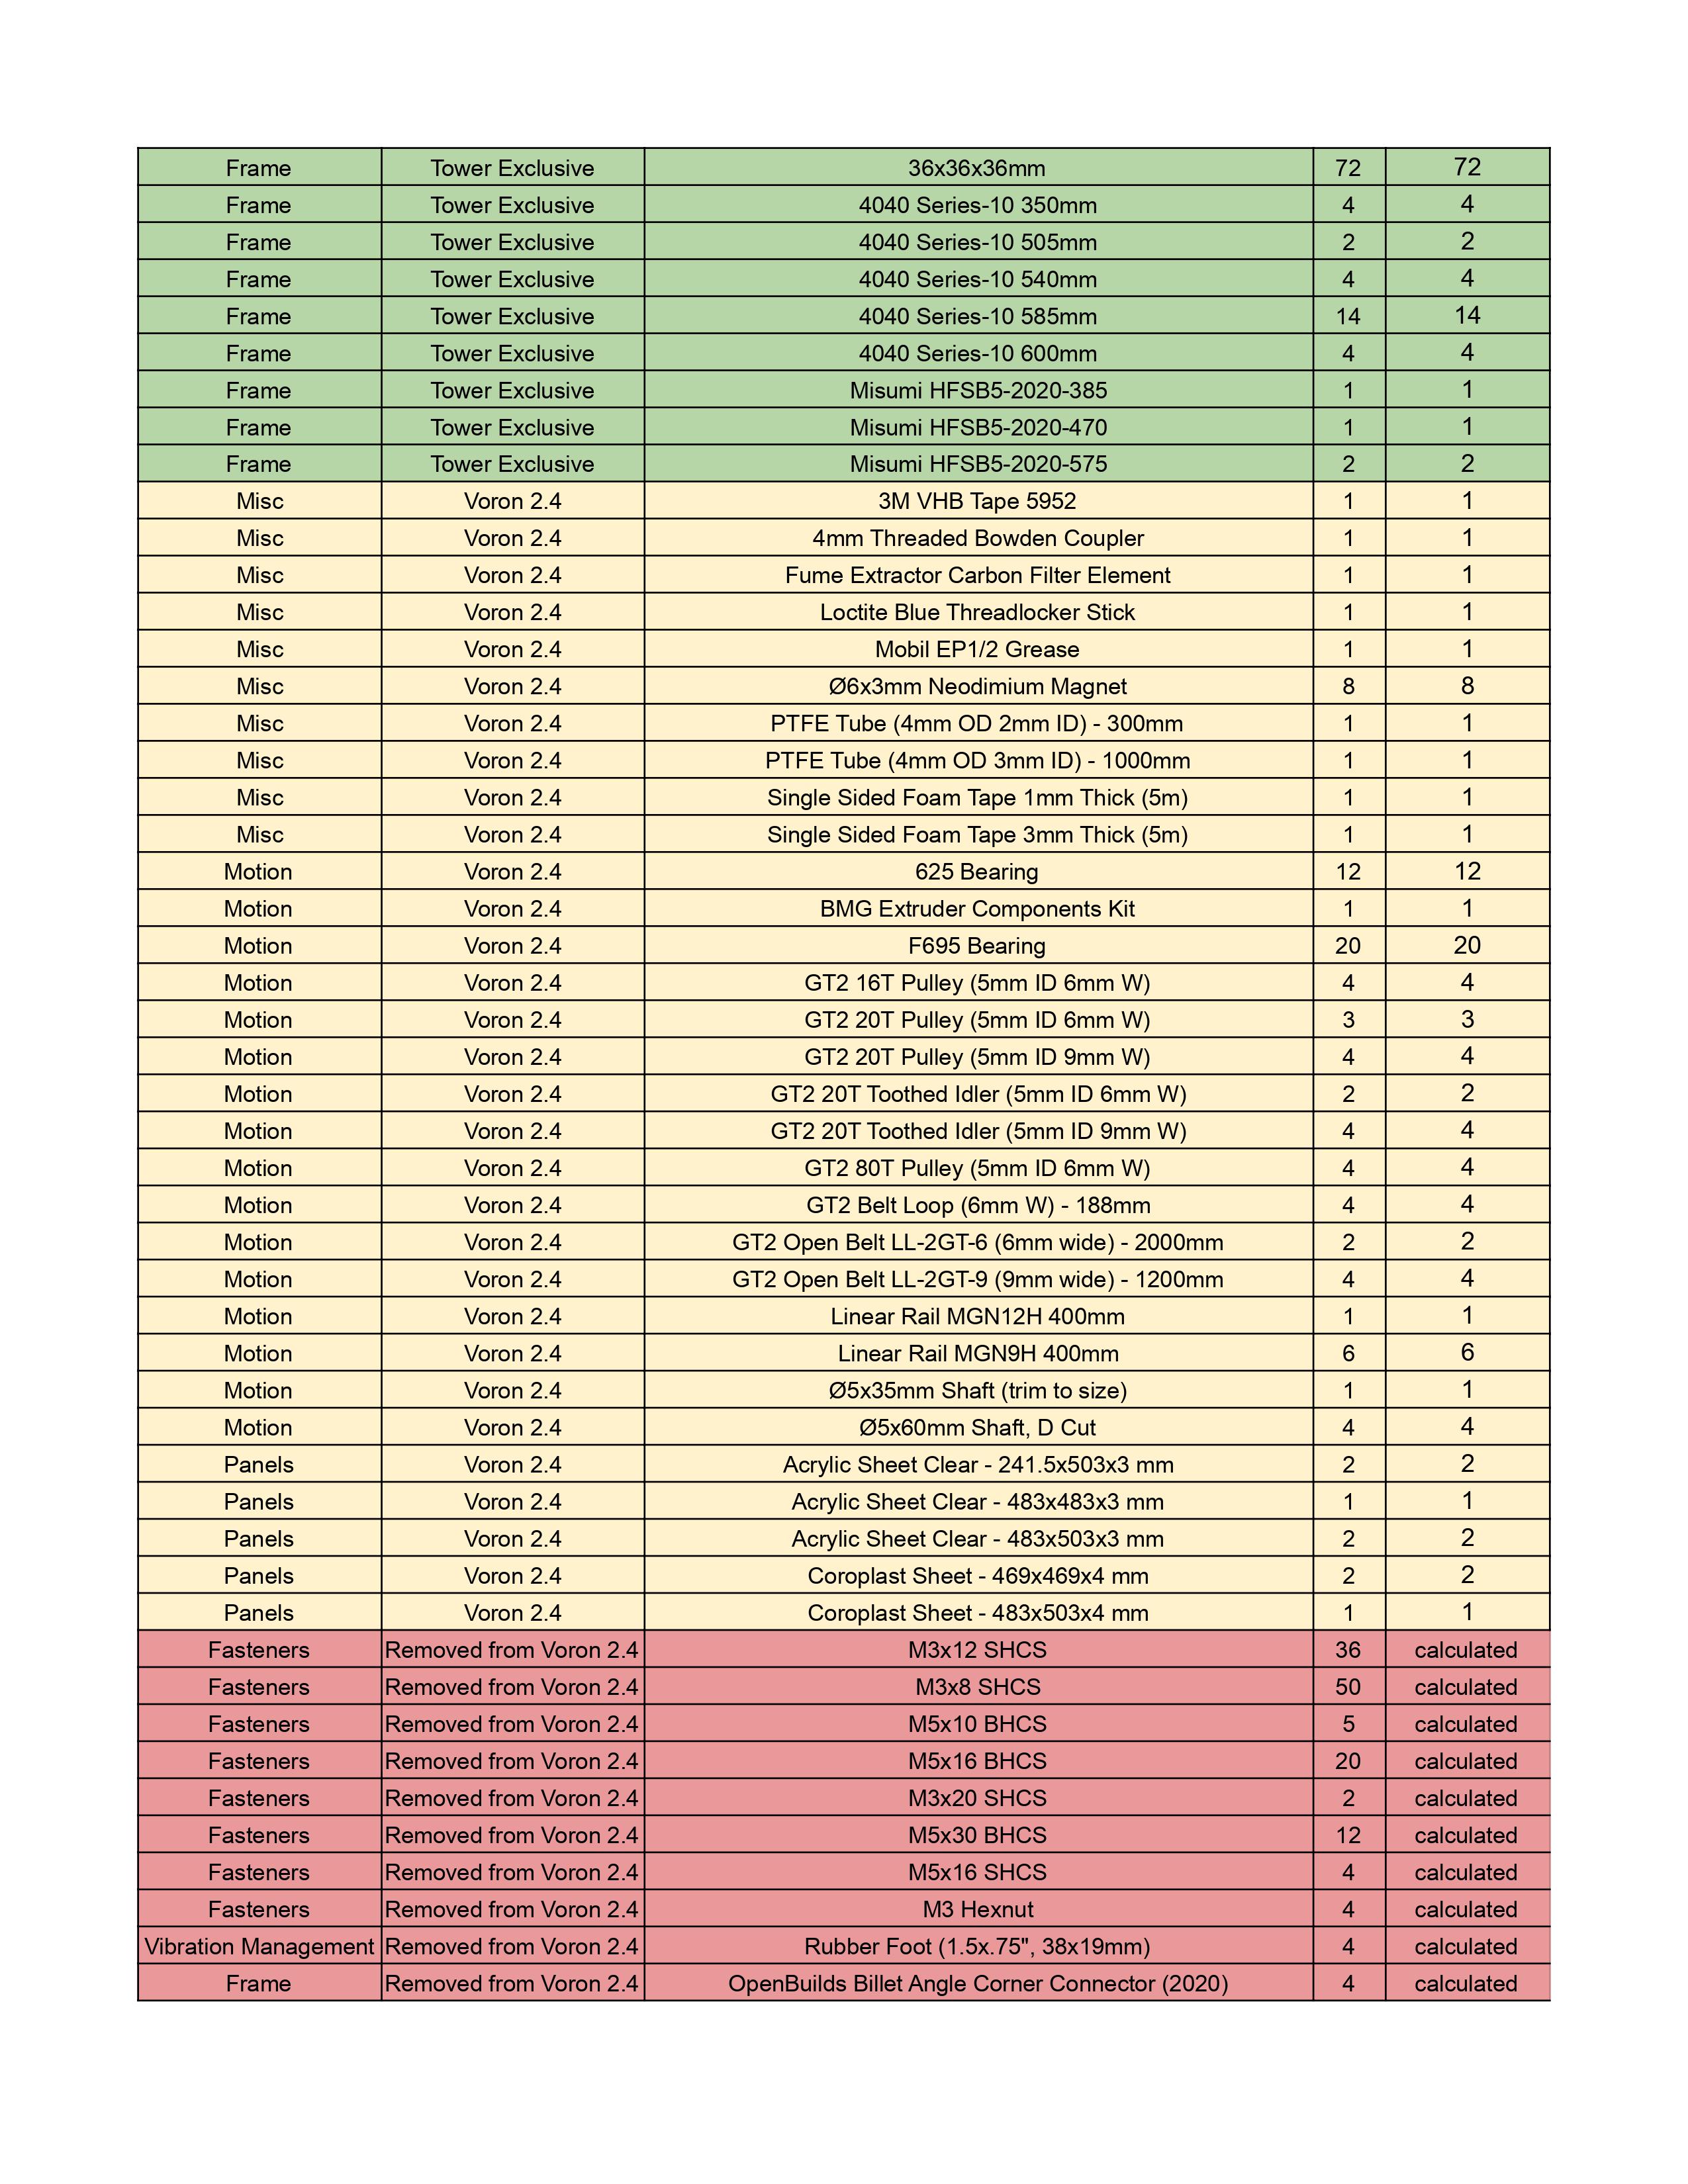 Frame Tower Exclusive 36x36x36mm 72 72
Frame Tower Exclusive 4040 Series-10 350mm 4 4
Frame Tower Exclusive 4040 Series-10 505mm 2 2
Frame Tower Exclusive 4040 Series-10 540mm 4 4
Frame Tower Exclusive 4040 Series-10 585mm 14 14
Frame Tower Exclusive 4040 Series-10 600mm 4 4
Frame Tower Exclusive Misumi HFSB5-2020-385 1 1
Frame Tower Exclusive Misumi HFSB5-2020-470 1 1
Frame Tower Exclusive Misumi HFSB5-2020-575 2 2
Misc Voron 2.4 3M VHB Tape 5952 1 1
Misc Voron 2.4 4mm Threaded Bowden Coupler 1 1
Misc Voron 2.4 Fume Extractor Carbon Filter Element 1 1
Misc Voron 2.4 Loctite Blue Threadlocker Stick 1 1
Misc Voron 2.4 Mobil EP1/2 Grease 1 1
Misc Voron 2.4 Ø6x3mm Neodimium Magnet 8 8
Misc Voron 2.4 PTFE Tube (4mm OD 2mm ID) - 300mm 1 1
Misc Voron 2.4 PTFE Tube (4mm OD 3mm ID) - 1000mm 1 1
Misc Voron 2.4 Single Sided Foam Tape 1mm Thick (5m) 1 1
Misc Voron 2.4 Single Sided Foam Tape 3mm Thick (5m) 1 1
Motion Voron 2.4 625 Bearing 12 12
Motion Voron 2.4 BMG Extruder Components Kit 1 1
Motion Voron 2.4 F695 Bearing 20 20
Motion Voron 2.4 GT2 16T Pulley (5mm ID 6mm W) 4 4
Motion Voron 2.4 GT2 20T Pulley (5mm ID 6mm W) 3 3
Motion Voron 2.4 GT2 20T Pulley (5mm ID 9mm W) 4 4
Motion Voron 2.4 GT2 20T Toothed Idler (5mm ID 6mm W) 2 2
Motion Voron 2.4 GT2 20T Toothed Idler (5mm ID 9mm W) 4 4
Motion Voron 2.4 GT2 80T Pulley (5mm ID 6mm W) 4 4
Motion Voron 2.4 GT2 Belt Loop (6mm W) - 188mm 4 4
Motion Voron 2.4 GT2 Open Belt LL-2GT-6 (6mm wide) - 2000mm 2 2
Motion Voron 2.4 GT2 Open Belt LL-2GT-9 (9mm wide) - 1200mm 4 4
Motion Voron 2.4 Linear Rail MGN12H 400mm 1 1
Motion Voron 2.4 Linear Rail MGN9H 400mm 6 6
Motion Voron 2.4 Ø5x35mm Shaft (trim to size) 1 1
Motion Voron 2.4 Ø5x60mm Shaft, D Cut 4 4
Panels Voron 2.4 Acrylic Sheet Clear - 241.5x503x3 mm 2 2
Panels Voron 2.4 Acrylic Sheet Clear - 483x483x3 mm 1 1
Panels Voron 2.4 Acrylic Sheet Clear - 483x503x3 mm 2 2
Panels Voron 2.4 Coroplast Sheet - 469x469x4 mm 2 2
Panels Voron 2.4 Coroplast Sheet - 483x503x4 mm 1 1
Fasteners Removed from Voron 2.4 M3x12 SHCS 36 calculated
Fasteners Removed from Voron 2.4 M3x8 SHCS 50 calculated
Fasteners Removed from Voron 2.4 M5x10 BHCS 5 calculated
Fasteners Removed from Voron 2.4 M5x16 BHCS 20 calculated
Fasteners Removed from Voron 2.4 M3x20 SHCS 2 calculated
Fasteners Removed from Voron 2.4 M5x30 BHCS 12 calculated
Fasteners Removed from Voron 2.4 M5x16 SHCS 4 calculated
Fasteners Removed from Voron 2.4 M3 Hexnut 4 calculated
Vibration Management Removed from Voron 2.4 Rubber Foot (1.5x.75", 38x19mm) 4 calculated
Frame Removed from Voron 2.4 OpenBuilds Billet Angle Corner Connector (2020) 4 calculated